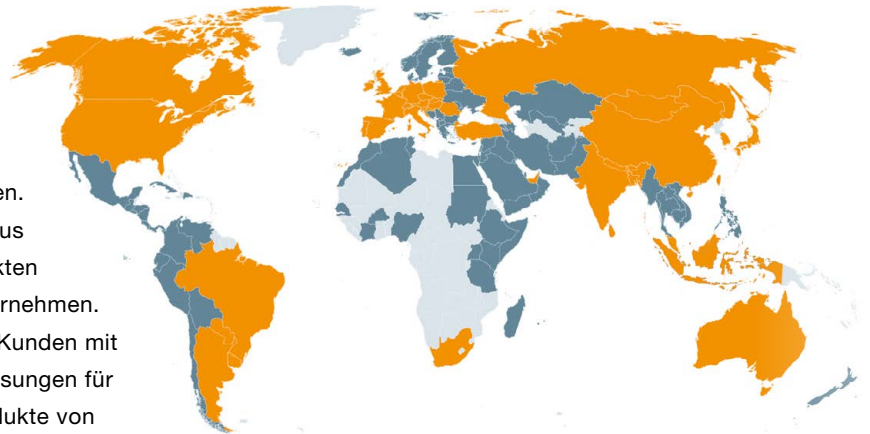 en.
us
kten
rnehmen.
Kunden mit
sungen für
dukte von